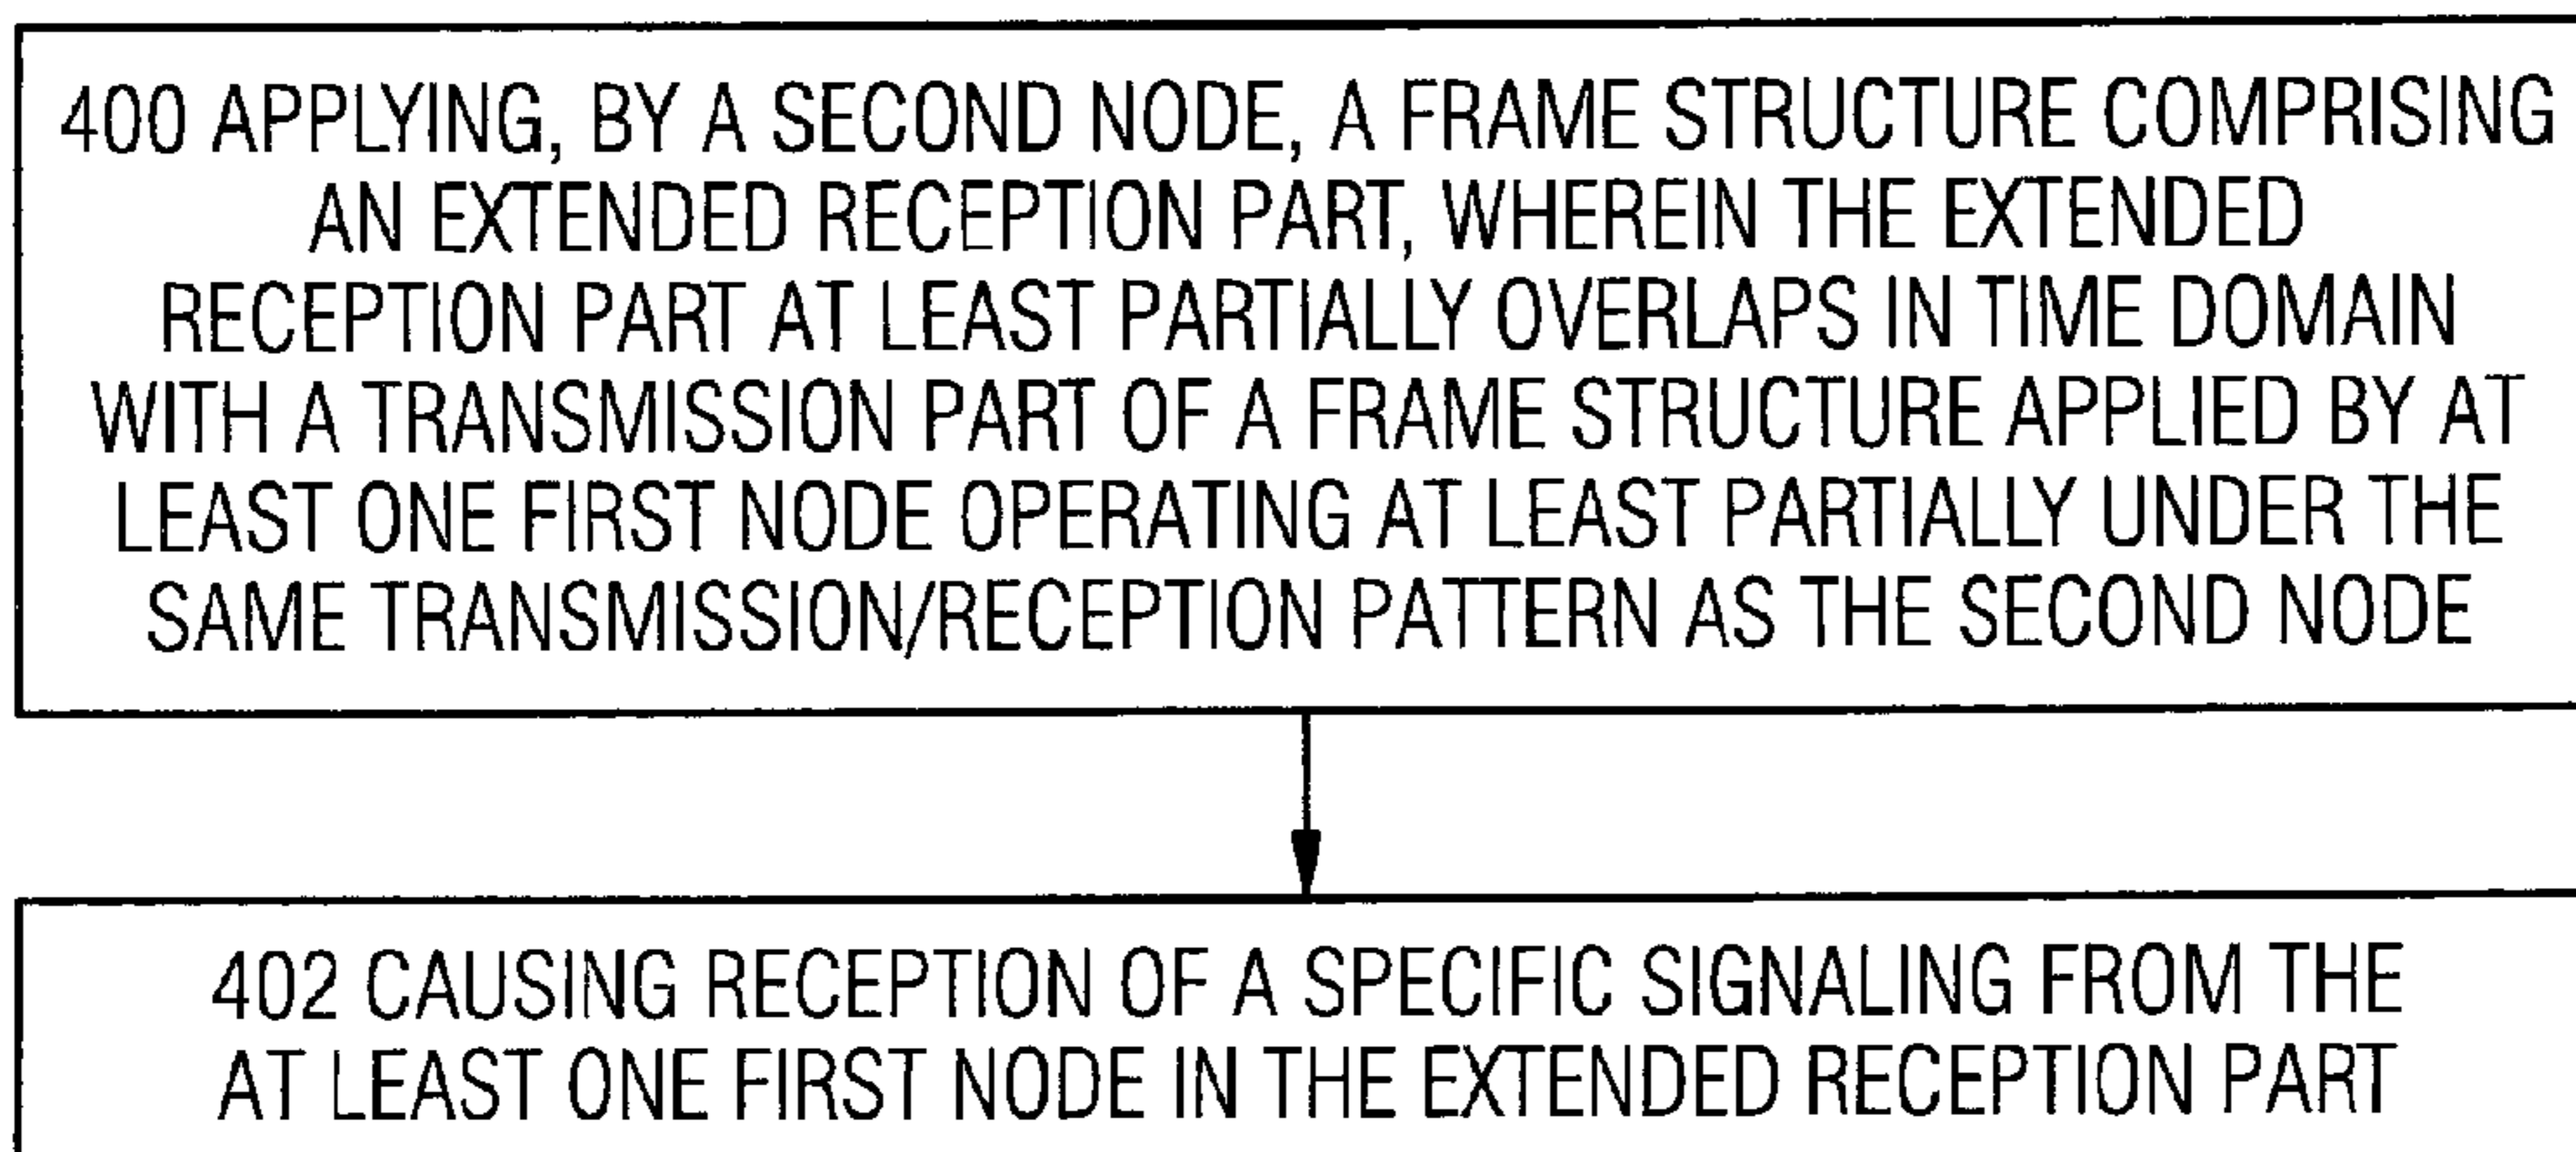 400 APPLYING, BY A SECOND NODE, A FRAME STRUCTURE COMPRISING
AN EXTENDED RECEPTION PART, WHEREIN THE EXTENDED
RECEPTION PART AT LEAST PARTIALLY OVERLAPS IN TIME DOMAIN
WITH A TRANSMISSION PART OF A FRAME STRUCTURE APPLIED BY AT
LEAST ONE FIRST NODE OPERATING AT LEAST PARTIALLY UNDER THE
SAME TRANSMISSION/RECEPTION PATTERN AS THE SECOND NODE
402 CAUSING RECEPTION OF A SPECIFIC SIGNALING FROM THE
AT LEAST ONE FIRST NODE IN THE EXTENDED RECEPTION PART